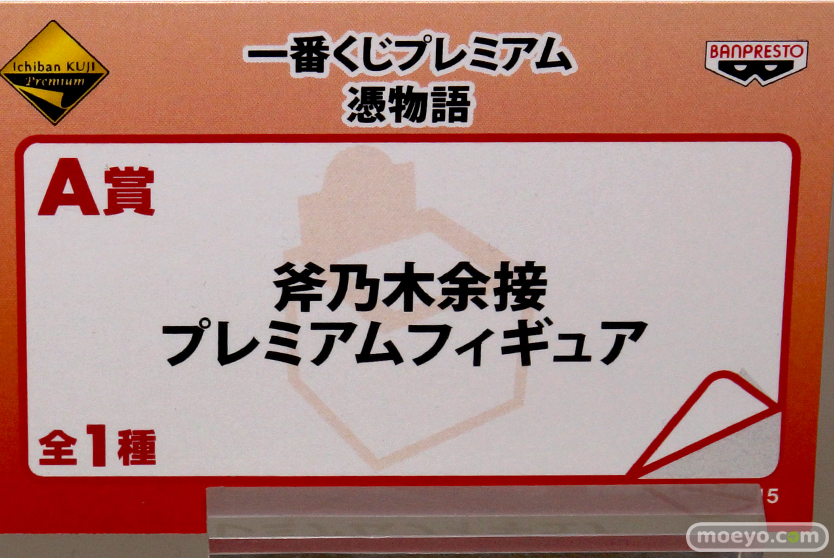 Ichiban KUJI
Premium
一番くじプレミアム
憑物語
BANPRESTO
A賞
斧乃木余接
プレミアムフィギュア
全1種
moeyo.com